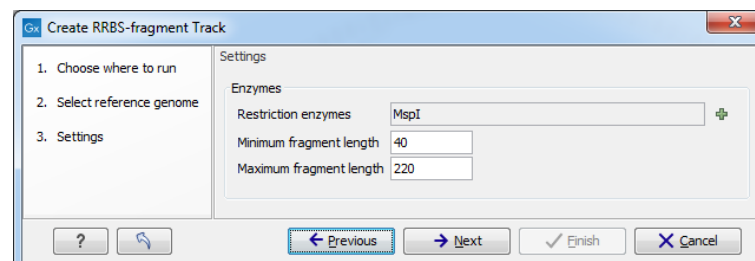 Gx Create RRBS-fragment Track
X
1. Choose where to run
2. Select reference genome
3. Settings
Settings
Enzymes
Restriction enzymes MspI
Minimum fragment length 40
Maximum fragment length 220
? Previous Next Finish Cancel